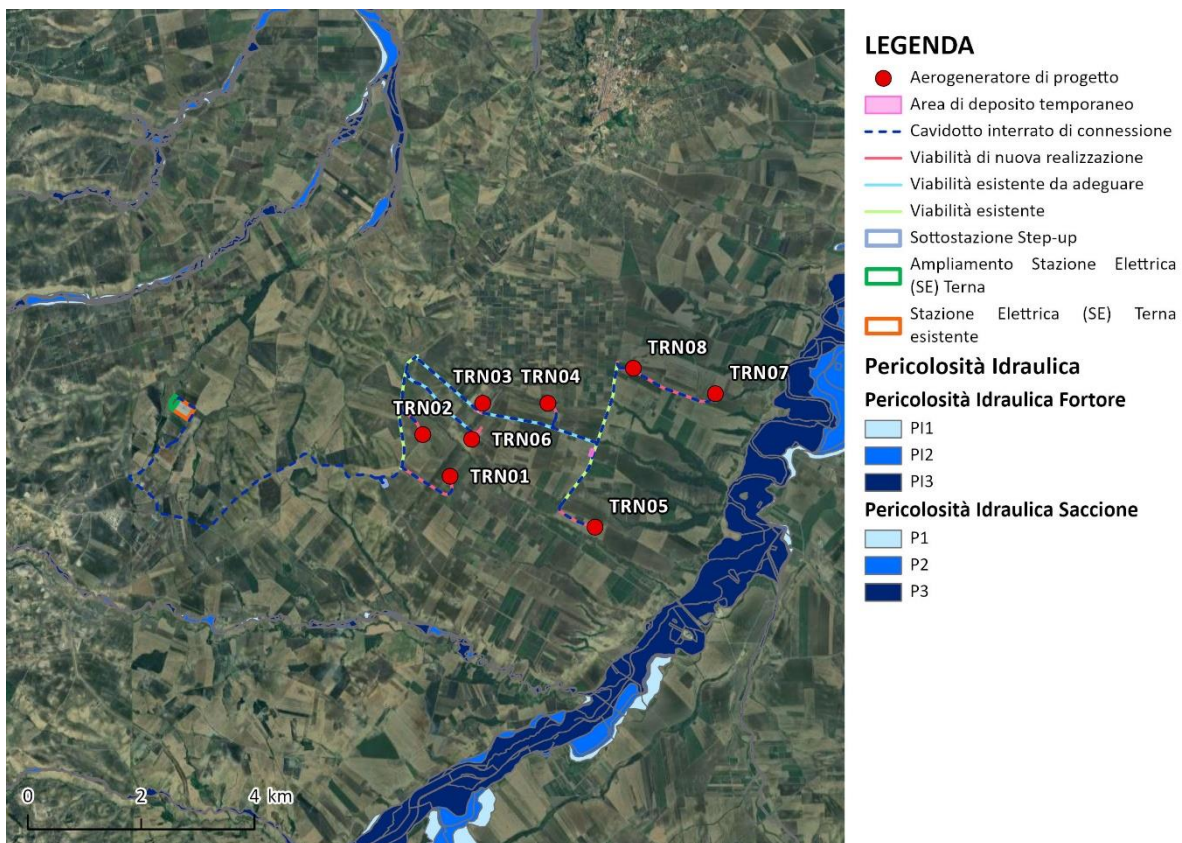 LEGENDA
Aerogeneratore di progetto
Area di deposito temporaneo
Cavidotto interrato di connessione
Viabilità di nuova realizzazione
Viabilità esistente da adeguare
Viabilità esistente
Sottostazione Step-up
Ampliamento Stazione Elettrica
(SE) Terna
Stazione Elettrica (SE) Terna
esistente
Pericolosità Idraulica
Pericolosità Idraulica Fortore
PI1
PI2
PI3
Pericolosità Idraulica Saccione
P1
P2
P3
TRN08
TRN07
TRN03
TRN04
TRN02
TRN06
TRN01
TRN05
0 2 4 km